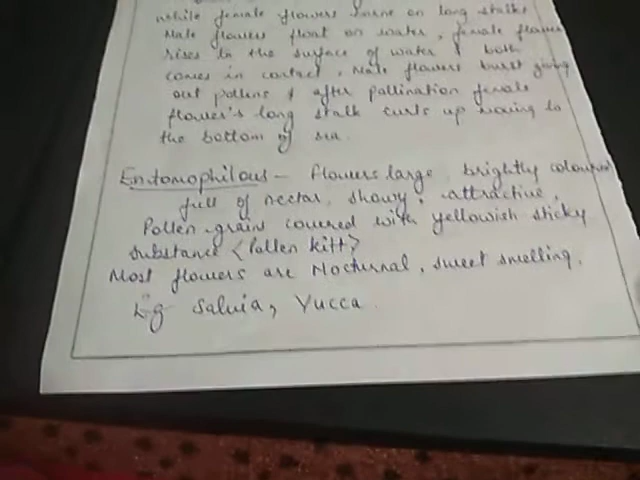 while female flowers borne on long stalks
Male flowers float on water, female flower
rises to the surface of water & both
comes in contact, Male flowers burst giving
out pollens & after pallination female
flower's long stalk curls up moving to
the bottom of sea.
Entomophilous - flowers large, brightly coloured
full of nectar, showy, attractive,
Pollen grains covered with yellowish sticky
substance <Pollen kitt>
Most flowers are Nocturnal, sweet smelling.
Eg Salvia, Yucca.